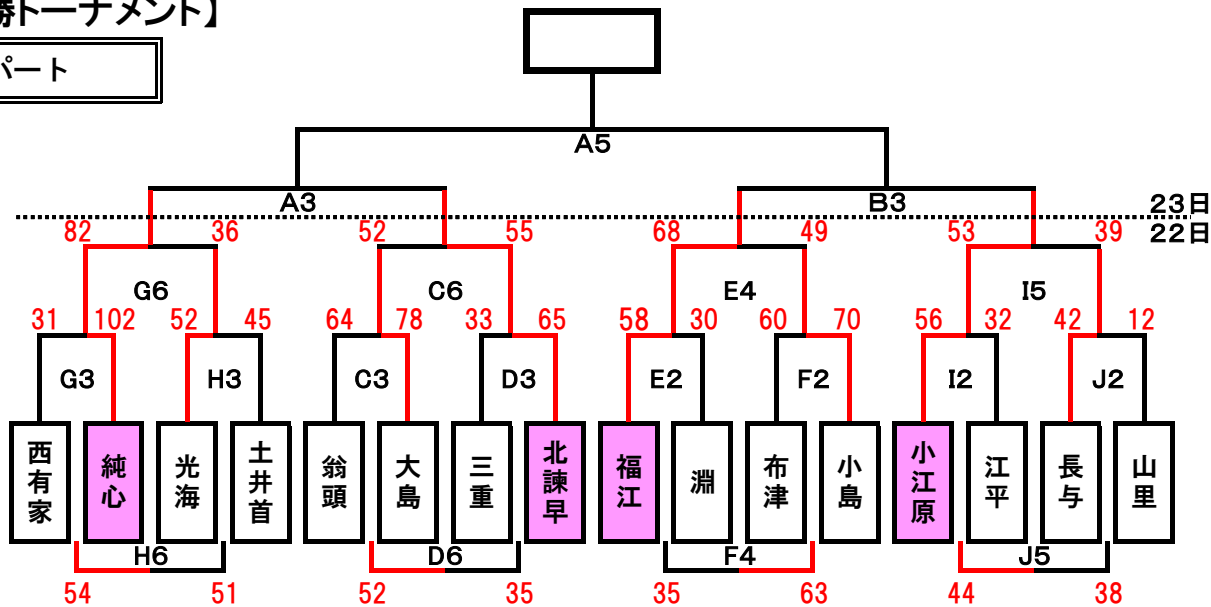 勝トーナメント】
パート
A5
A3
B3
23日
82
36
52
55
68
49
53
39
22日
G6
C6
E4
I5
31
102
52
45
64
78
33
65
58
30
60
70
56
32
42
12
G3
H3
C3
D3
E2
F2
I2
J2
西有家
純心
光海
土井首
翁頭
大島
三重
北諫早
福江
淵
布津
小島
小江原
江平
長与
山里
H6
D6
F4
J5
54
51
52
35
35
63
44
38